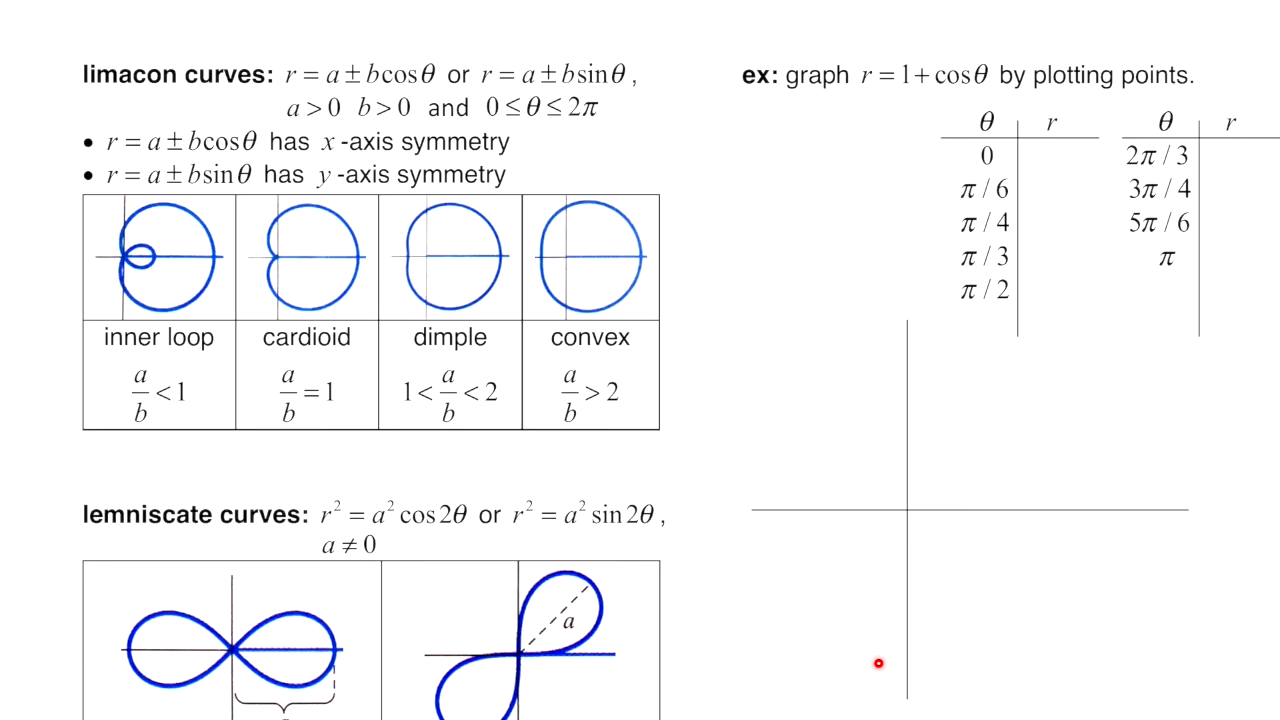 limacon curves: r = a ± bcosθ or r = a ± bsinθ ,
a > 0 b > 0 and 0 ≤ θ ≤ 2π
• r = a ± bcosθ has x -axis symmetry
• r = a ± bsinθ has y -axis symmetry
inner loop cardioid dimple convex
a/b < 1 a/b = 1 1 < a/b < 2 a/b > 2
lemniscate curves: r² = a² cos2θ or r² = a² sin2θ ,
a ≠ 0
a
ex: graph r = 1 + cosθ by plotting points.
θ r θ r
0 2π / 3
π / 6 3π / 4
π / 4 5π / 6
π / 3 π
π / 2